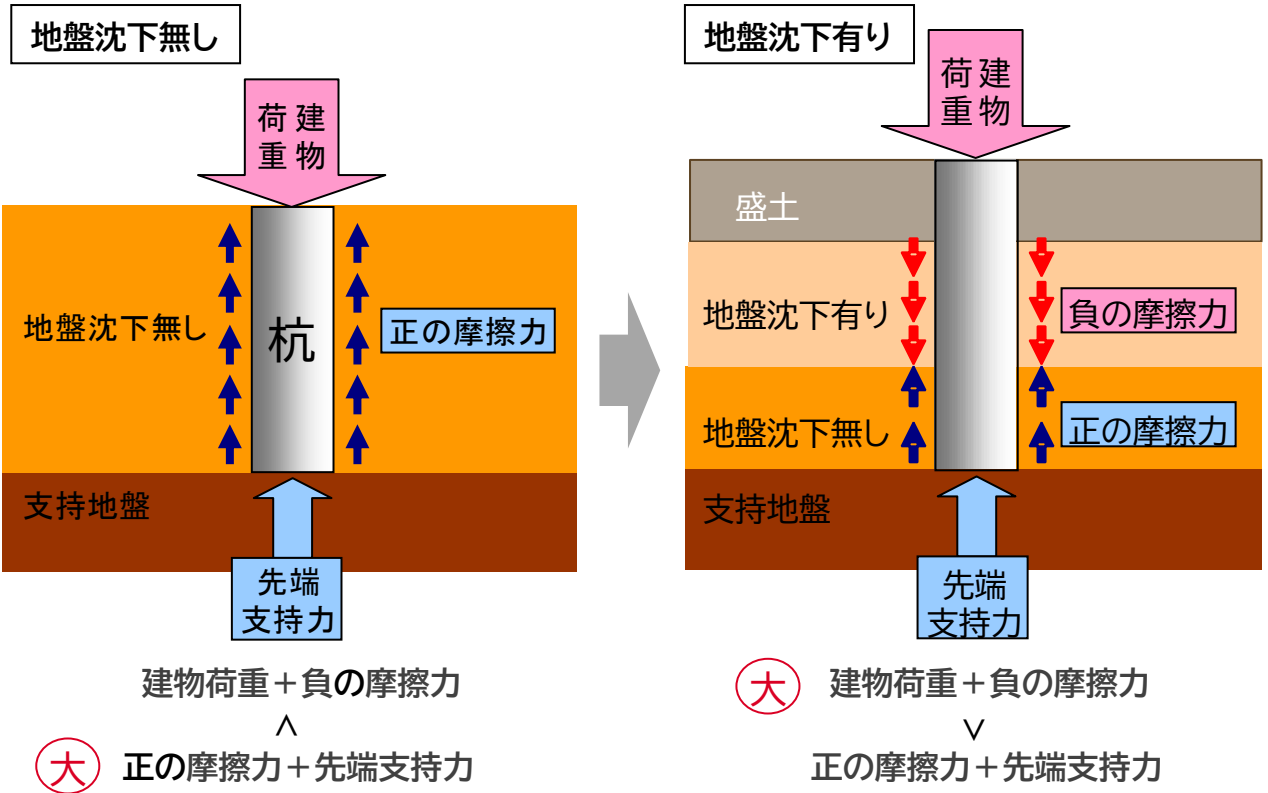 地盤沈下無し
荷建
重物
地盤沈下無し
杭
正の摩擦力
支持地盤
先端
支持力
建物荷重＋負の摩擦力
∧
大 正の摩擦力＋先端支持力
地盤沈下有り
荷建
重物
盛土
地盤沈下有り
負の摩擦力
地盤沈下無し
正の摩擦力
支持地盤
先端
支持力
大 建物荷重＋負の摩擦力
∨
正の摩擦力＋先端支持力